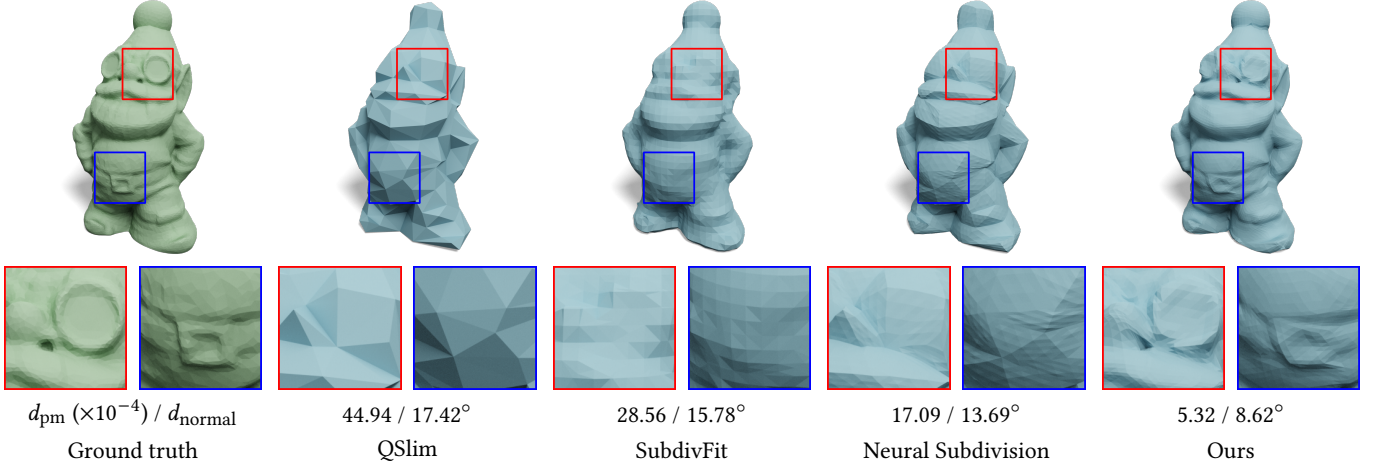 d_pm (×10⁻⁴) / d_normal 44.94 / 17.42° 28.56 / 15.78° 17.09 / 13.69° 5.32 / 8.62°
Ground truth QSlim SubdivFit Neural Subdivision Ours